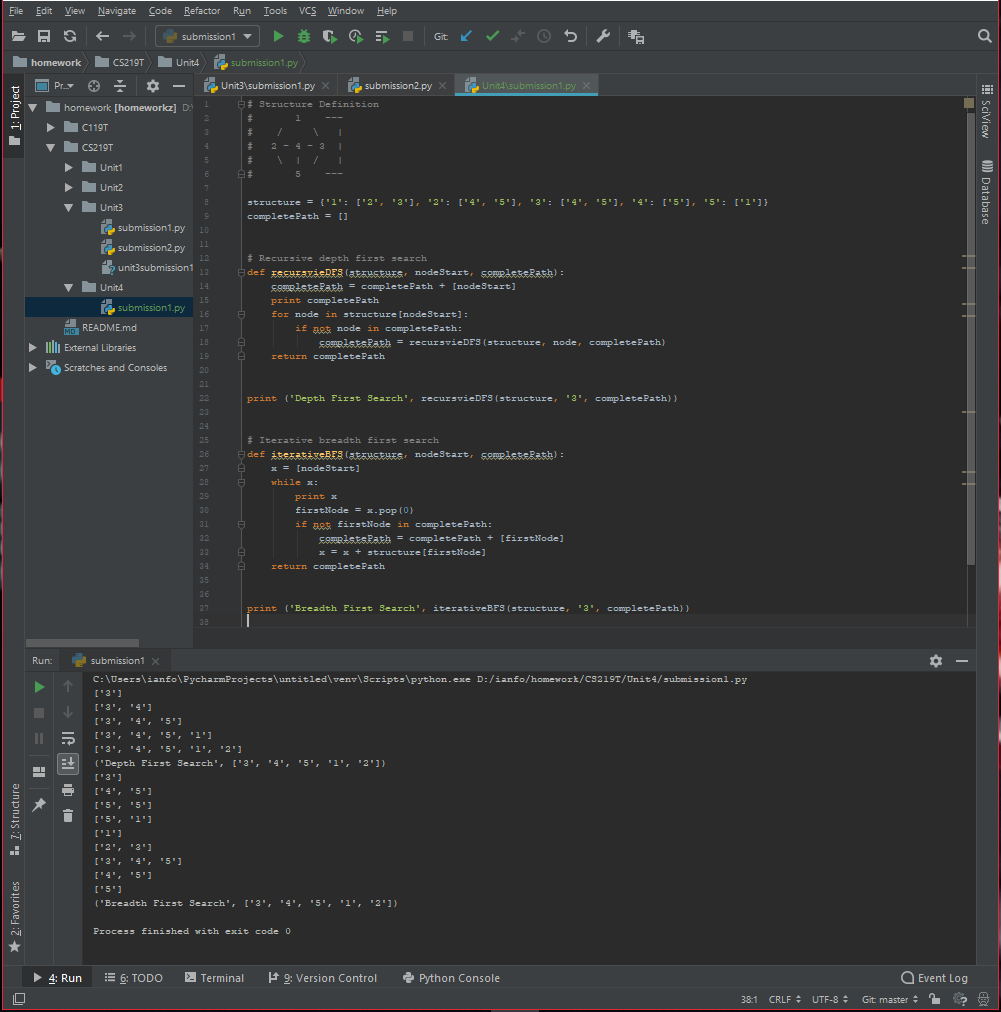 File Edit View Navigate Code Refactor Run Tools VCS Window Help
submission1 Git:
homework CS219T Unit4 submission1.py
1: Project
Pr...
Unit3\submission1.py submission2.py Unit4\submission1.py
homework [homeworkz] D:\
C119T
CS219T
Unit1
Unit2
Unit3
submission1.py
submission2.py
unit3submission1
Unit4
submission1.py
README.md
External Libraries
Scratches and Consoles
1 # Structure Definition
2 #       1    ---
3 #    /     \   |
4 #   2 - 4 - 3  |
5 #    \  |  /   |
6 #       5    ---
7
8 structure = {'1': ['2', '3'], '2': ['4', '5'], '3': ['4', '5'], '4': ['5'], '5': ['1']}
9 completePath = []
10
11
12 # Recursive depth first search
13 def recursvieDFS(structure, nodeStart, completePath):
14     completePath = completePath + [nodeStart]
15     print completePath
16     for node in structure[nodeStart]:
17         if not node in completePath:
18             completePath = recursvieDFS(structure, node, completePath)
19     return completePath
20
21
22 print ('Depth First Search', recursvieDFS(structure, '3', completePath))
23
24
25 # Iterative breadth first search
26 def iterativeBFS(structure, nodeStart, completePath):
27     x = [nodeStart]
28     while x:
29         print x
30         firstNode = x.pop(0)
31         if not firstNode in completePath:
32             completePath = completePath + [firstNode]
33             x = x + structure[firstNode]
34     return completePath
35
36
37 print ('Breadth First Search', iterativeBFS(structure, '3', completePath))
38
SciView
Database
Run: submission1
C:\Users\ianfo\PycharmProjects\untitled\venv\Scripts\python.exe D:/ianfo/homework/CS219T/Unit4/submission1.py
['3']
['3', '4']
['3', '4', '5']
['3', '4', '5', '1']
['3', '4', '5', '1', '2']
('Depth First Search', ['3', '4', '5', '1', '2'])
['3']
['4', '5']
['5', '5']
['5', '1']
['1']
['2', '3']
['3', '4', '5']
['4', '5']
['5']
('Breadth First Search', ['3', '4', '5', '1', '2'])
Process finished with exit code 0
7: Structure
2: Favorites
4: Run 6: TODO Terminal 9: Version Control Python Console Event Log
38:1 CRLF UTF-8 Git: master